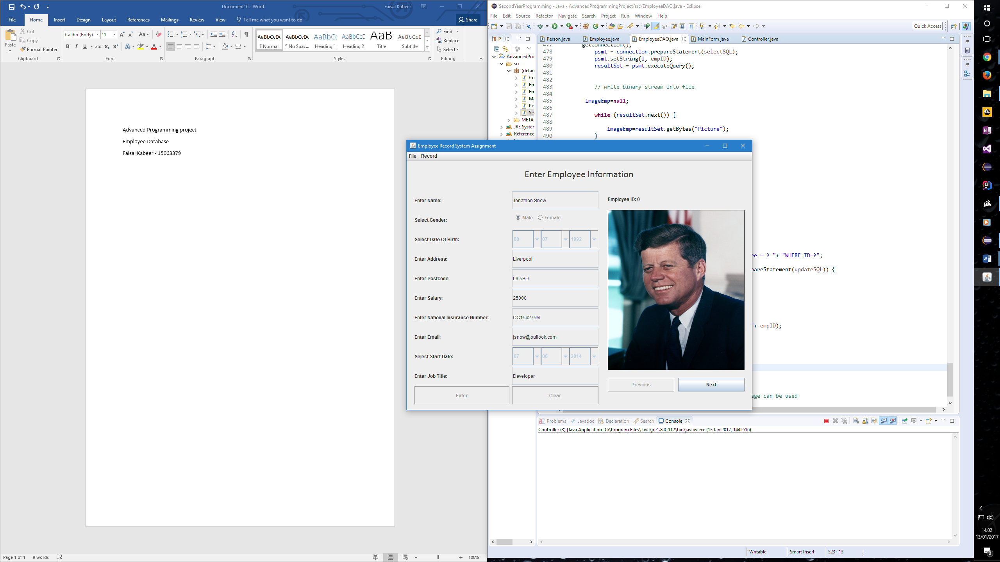 Document16 - Word
Faisal Kabeer
File Home Insert Design Layout References Mailings Review View Tell me what you want to do Share
Paste
Cut
Copy
Format Painter
Clipboard
Calibri (Body) 11
Font
Paragraph
AaBbCcDc AaBbCcDc AaBbCc AaBbCcD AaB AaBbCcD
¶ Normal ¶ No Spac... Heading 1 Heading 2 Title Subtitle
Styles
Find
Replace
Select
Editing
Advanced Programming project
Employee Database
Faisal Kabeer - 15063379
Page 1 of 1 9 words
100%
SecondYearProgramming - Java - AdvancedProgrammingProject/src/EmployeeDAO.java - Eclipse
File Edit Source Refactor Navigate Search Project Run Window Help
Quick Access
P
AdvancedPro
src
(defau
Co
Em
Em
Ma
Pe
Sea
META-
JRE System
Reference
Person.java Employee.java EmployeeDAO.java MainForm.java Controller.java
477 getConnection();
478 psmt = connection.prepareStatement(selectSQL);
479 psmt.setString(1, empID);
480 resultSet = psmt.executeQuery();
481
482
483 // write binary stream into file
484
485 imageEmp=null;
486
487 while (resultSet.next()) {
488
489 imageEmp=resultSet.getBytes("Picture");
490 }
re = ? "+ "WHERE ID=?";
pareStatement(updateSQL)) {
"+ empID);
age can be used
Employee Record System Assignment
File Record
Enter Employee Information
Enter Name: Jonathon Snow
Employee ID: 0
Select Gender: Male Female
Select Date Of Birth: 08 07 1992
Enter Address: Liverpool
Enter Postcode L9 5SD
Enter Salary: 25000
Enter National Insurance Number: CG154275M
Enter Email: jsnow@outlook.com
Select Start Date: 07 06 2014
Enter Job Title: Developer
Enter Clear
Previous Next
Problems Javadoc Declaration Search Console
Controller (3) [Java Application] C:\Program Files\Java\jre1.8.0_112\bin\javaw.exe (13 Jan 2017, 14:02:16)
Writable Smart Insert 523 : 13
14:02
13/01/2017
2